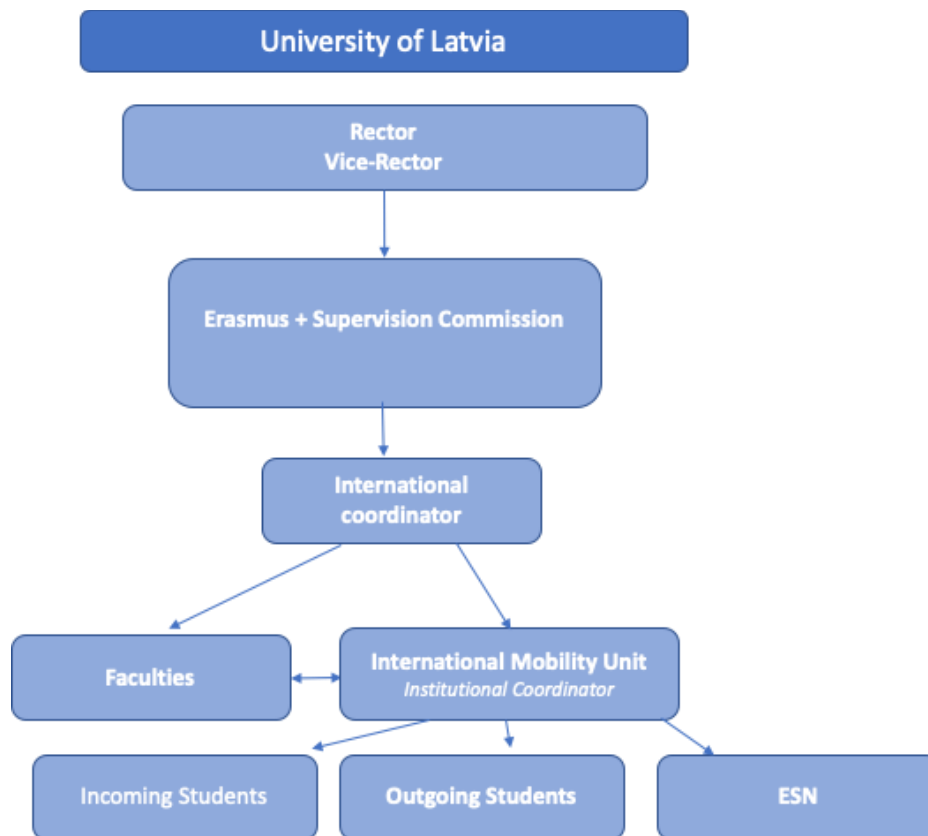 University of Latvia
Rector
Vice-Rector
Erasmus + Supervision Commission
International
coordinator
Faculties
International Mobility Unit
Institutional Coordinator
Incoming Students
Outgoing Students
ESN